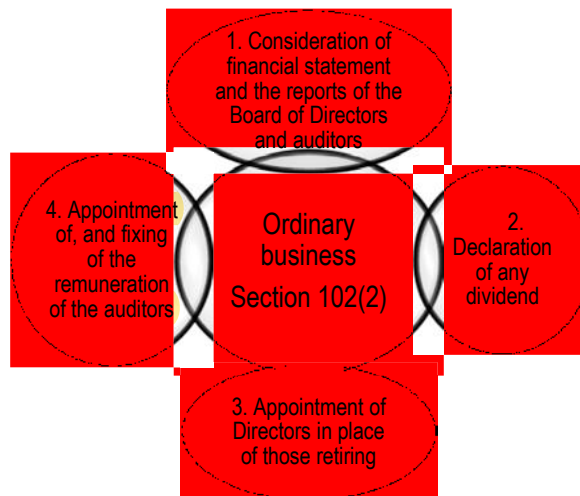 1. Consideration of
financial statement
and the reports of the
Board of Directors
and auditors
Ordinary
business
Section 102(2)
2.
Declaration
of any
dividend
3. Appointment of
Directors in place
of those retiring
4. Appointment
of, and fixing
of the
remuneration
of the auditors